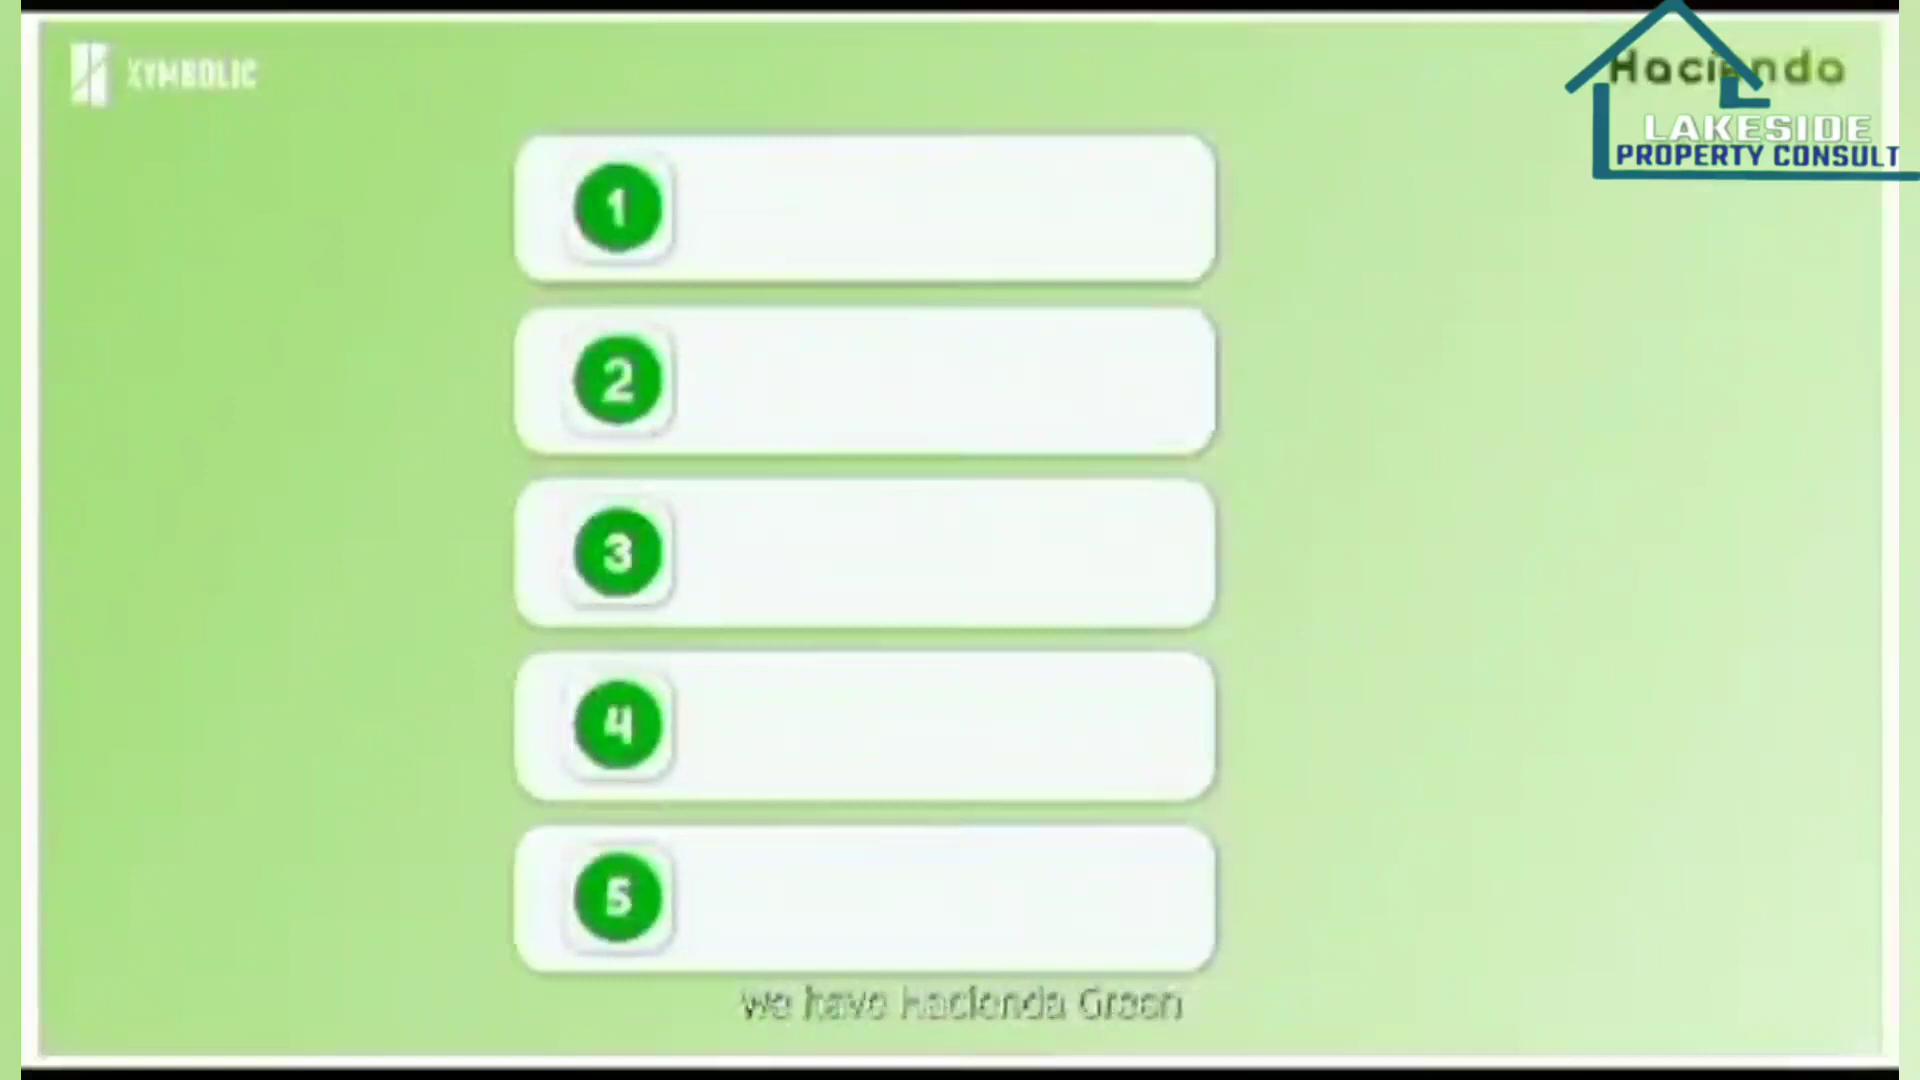 XYMBOLIC
Hacienda
LAKESIDE
PROPERTY CONSULT
1
2
3
4
5
we have Hacienda Green